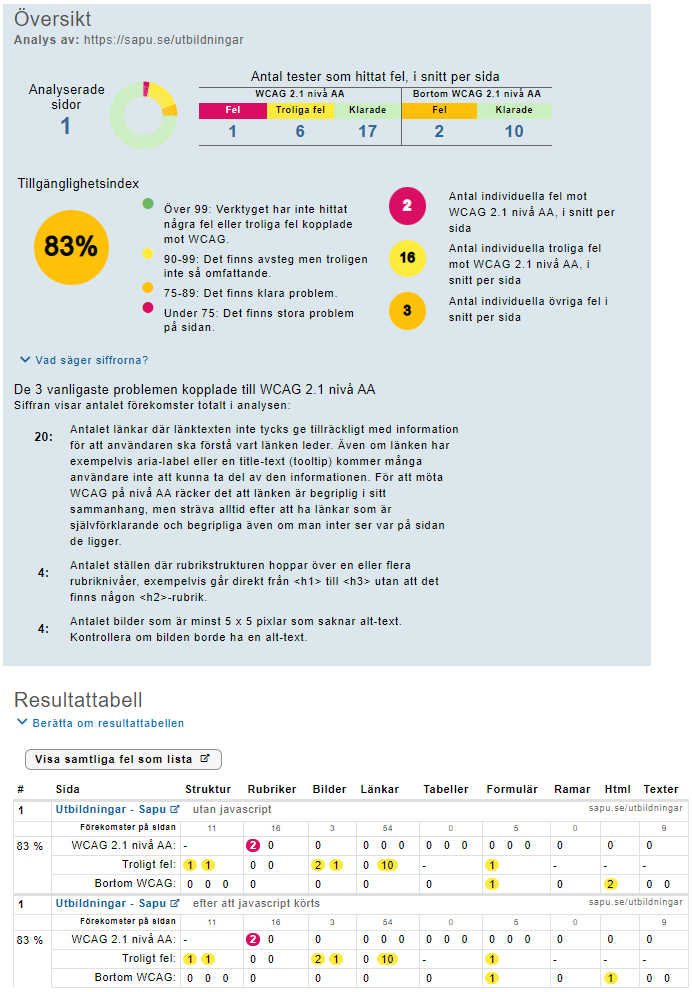 Översikt
Analys av: https://sapu.se/utbildningar
Analyserade sidor
1
Antal tester som hittat fel, i snitt per sida
WCAG 2.1 nivå AA Bortom WCAG 2.1 nivå AA
Fel Troliga fel Klarade Fel Klarade
1 6 17 2 10
Tillgänglighetsindex
83%
Över 99: Verktyget har inte hittat
några fel eller troliga fel kopplade
mot WCAG.
90-99: Det finns avsteg men troligen
inte så omfattande.
75-89: Det finns klara problem.
Under 75: Det finns stora problem
på sidan.
2 Antal individuella fel mot
WCAG 2.1 nivå AA, i snitt per
sida
16 Antal individuella troliga fel
mot WCAG 2.1 nivå AA, i
snitt per sida
3 Antal individuella övriga fel i
snitt per sida
Vad säger siffrorna?
De 3 vanligaste problemen kopplade till WCAG 2.1 nivå AA
Siffran visar antalet förekomster totalt i analysen:
20: Antalet länkar där länktexten inte tycks ge tillräckligt med information
för att användaren ska förstå vart länken leder. Även om länken har
exempelvis aria-label eller en title-text (tooltip) kommer många
användare inte att kunna ta del av den informationen. För att möta
WCAG på nivå AA räcker det att länken är begriplig i sitt
sammanhang, men sträva alltid efter att ha länkar som är
självförklarande och begripliga även om man inter ser var på sidan
de ligger.
4: Antalet ställen där rubrikstrukturen hoppar över en eller flera
rubriknivåer, exempelvis går direkt från <h1> till <h3> utan att det
finns någon <h2>-rubrik.
4: Antalet bilder som är minst 5 x 5 pixlar som saknar alt-text.
Kontrollera om bilden borde ha en alt-text.
Resultattabell
Berätta om resultattabellen
Visa samtliga fel som lista
# Sida Struktur Rubriker Bilder Länkar Tabeller Formulär Ramar Html Texter
1 Utbildningar - Sapu utan javascript sapu.se/utbildningar
Förekomster på sidan 11 16 3 54 0 5 0 9
83 % WCAG 2.1 nivå AA: - 2 0 0 0 0 0 0 0 0 0 0 0 0 0 0
Troligt fel: 1 1 0 0 2 1 0 10 - 1 - - -
Bortom WCAG: 0 0 0 0 0 0 0 0 1 0 2 0 0
1 Utbildningar - Sapu efter att javascript körts sapu.se/utbildningar
Förekomster på sidan 11 16 3 54 0 5 0 9
83 % WCAG 2.1 nivå AA: - 2 0 0 0 0 0 0 0 0 0 0 0 0 0 0
Troligt fel: 1 1 0 0 2 1 0 10 - 1 - - -
Bortom WCAG: 0 0 0 0 0 0 0 0 1 0 1 0 0